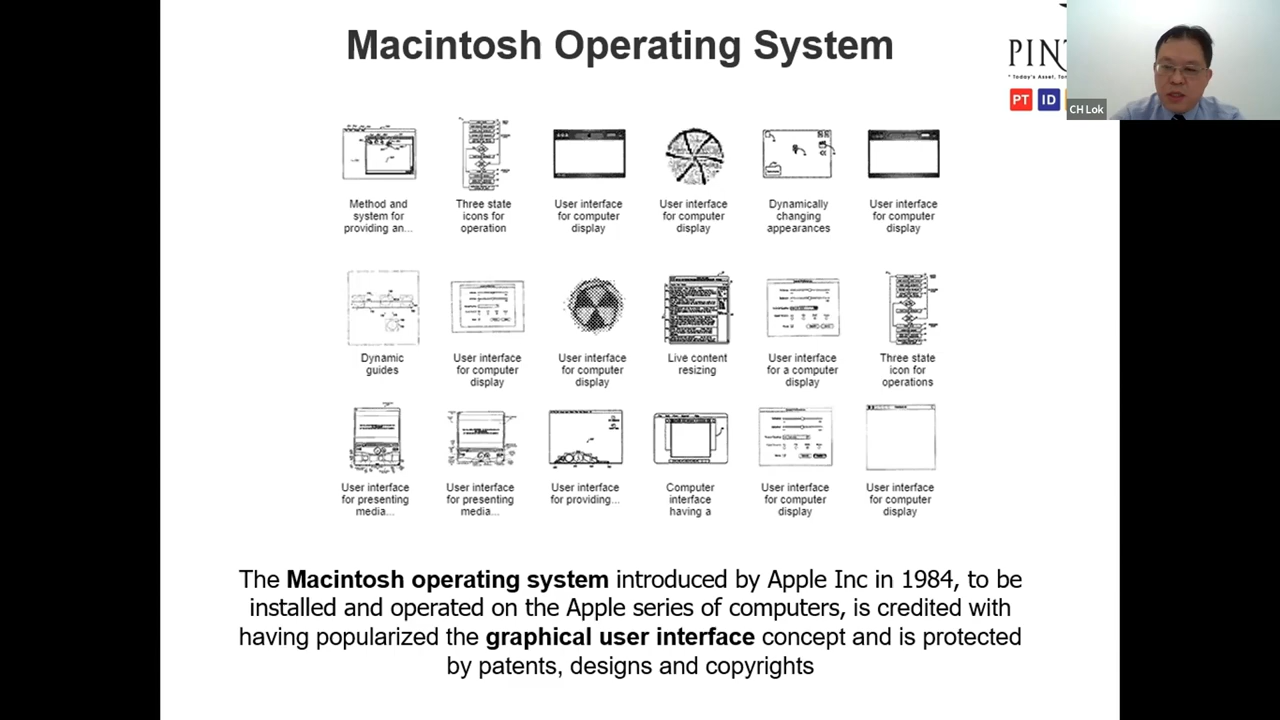 Macintosh Operating System
PIN
" Today's Asset, Tom
PT ID
CH Lok
Method and
system for
providing an...
Three state
icons for
operation
User interface
for computer
display
User interface
for computer
display
Dynamically
changing
appearances
User interface
for computer
display
Dynamic
guides
User interface
for computer
display
User interface
for computer
display
Live content
resizing
User interface
for a computer
display
Three state
icon for
operations
User interface
for presenting
media...
User interface
for presenting
media...
User interface
for providing...
Computer
interface
having a
User interface
for computer
display
User interface
for computer
display
The Macintosh operating system introduced by Apple Inc in 1984, to be
installed and operated on the Apple series of computers, is credited with
having popularized the graphical user interface concept and is protected
by patents, designs and copyrights